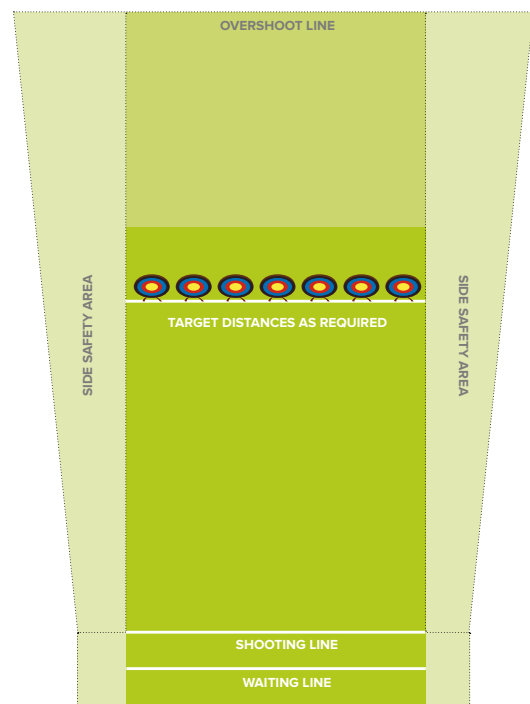 OVERSHOOT LINE
SIDE SAFETY AREA
SIDE SAFETY AREA
TARGET DISTANCES AS REQUIRED
SHOOTING LINE
WAITING LINE